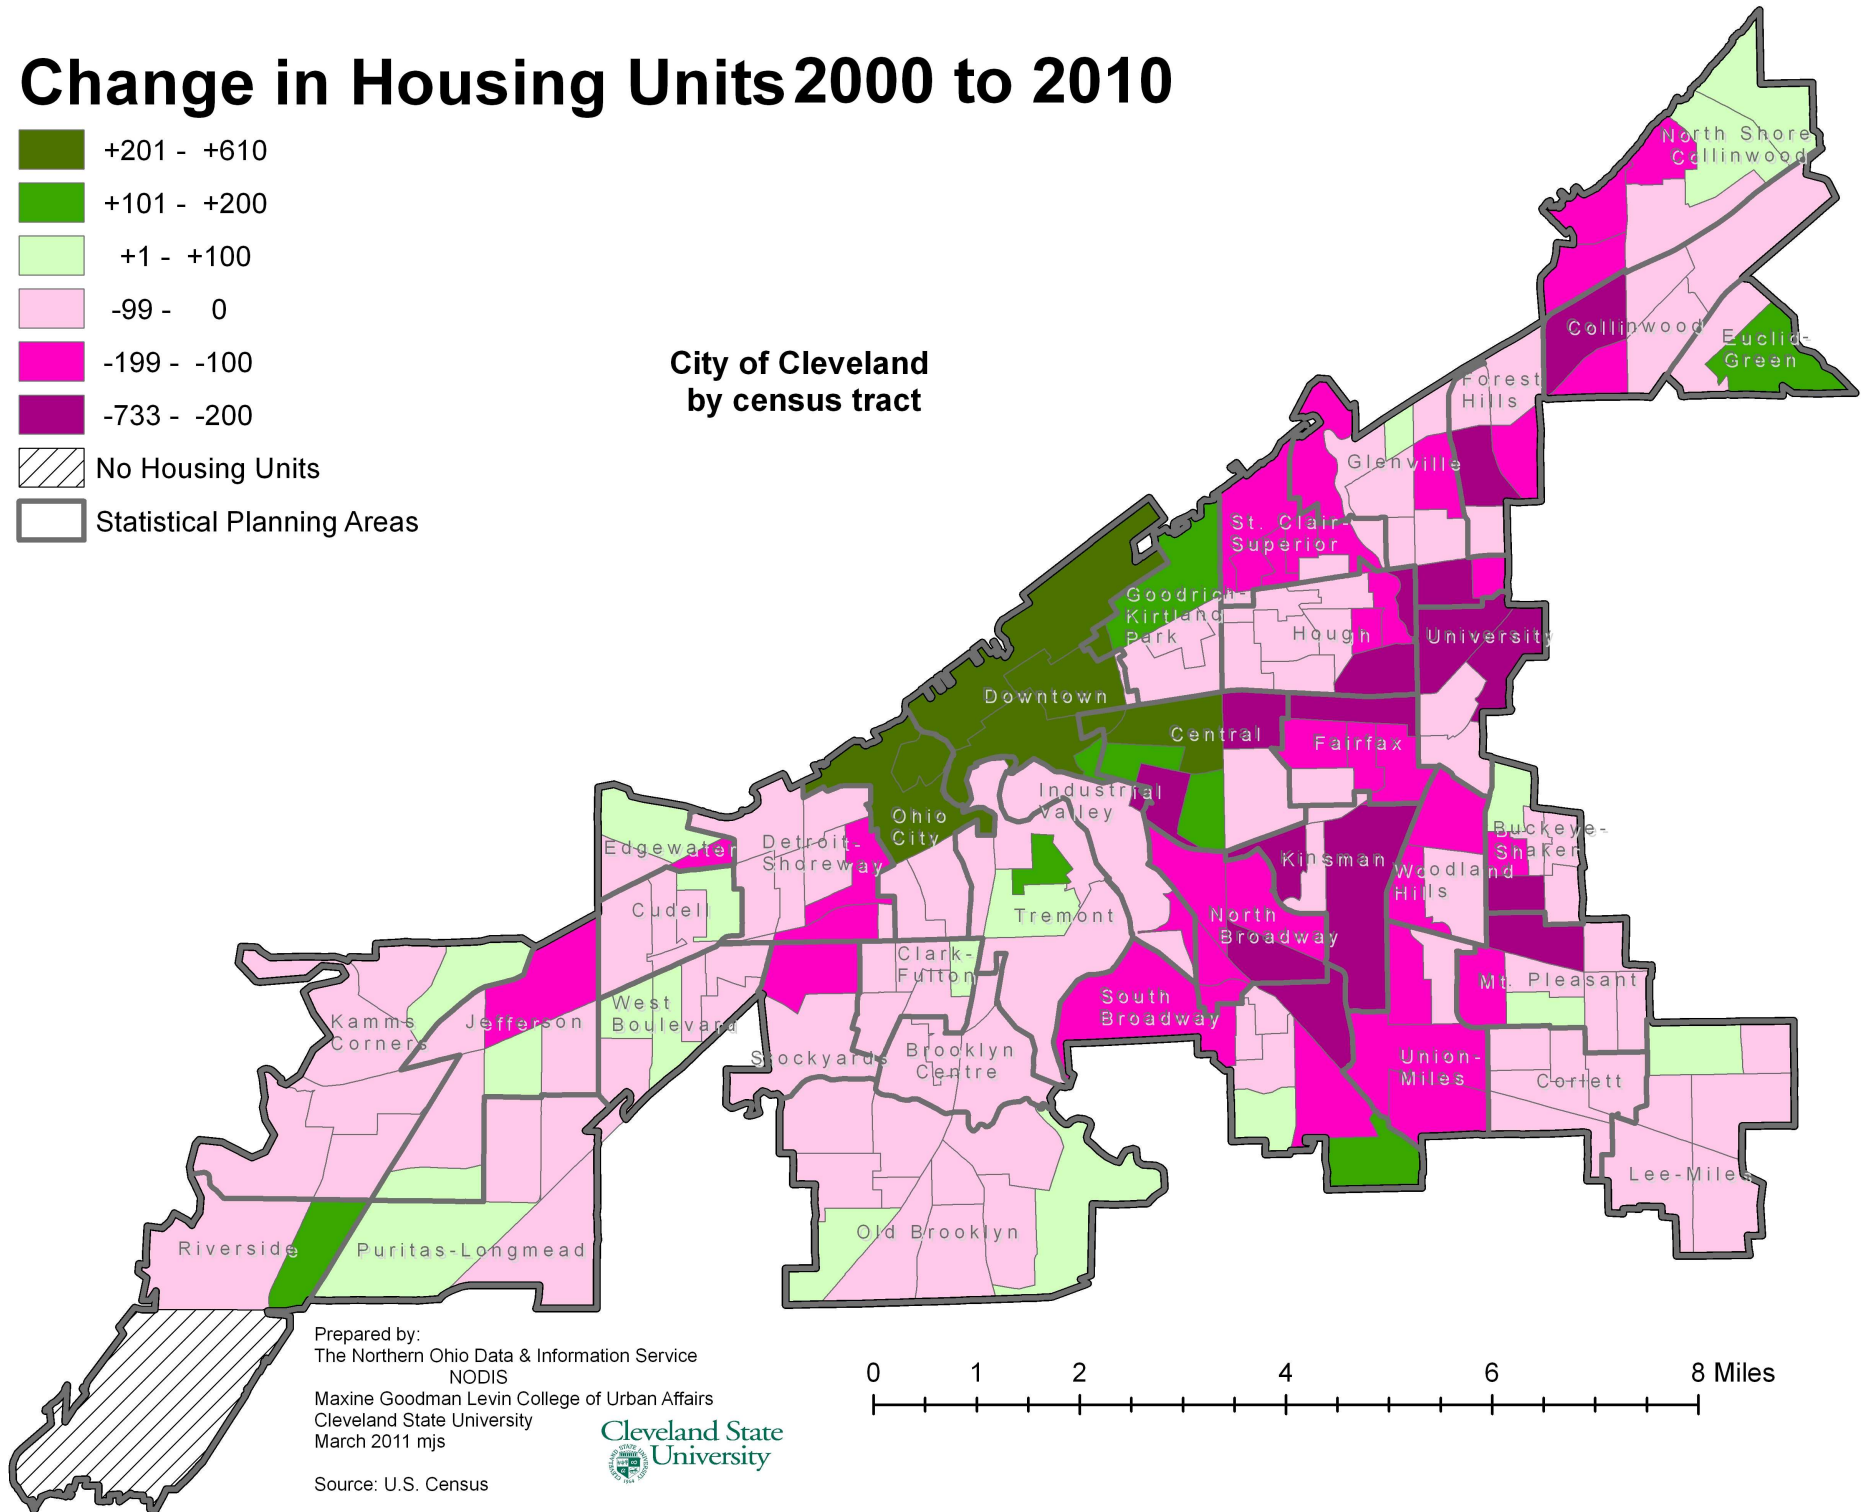 Change in Housing Units 2000 to 2010
+201 - +610
+101 - +200
+1 - +100
-99 - 0
-199 - -100
-733 - -200
No Housing Units
Statistical Planning Areas
City of Cleveland
by census tract
North Shore
Collinwood
Collinwood
Euclid-
Green
Forest
Hills
Glenville
St. Clair-
Superior
Goodrich-
Kirtland
Park
Hough
University
Downtown
Central
Fairfax
Industrial
Valley
Ohio
City
Detroit-
Shoreway
Edgewater
Kinsman
Buckeye-
Shaker
Woodland
Hills
Cudell
Tremont
North
Broadway
Clark-
Fulton
Mt. Pleasant
South
Broadway
West
Boulevard
Kamms
Corners
Jefferson
Stockyards
Brooklyn
Centre
Union-
Miles
Corlett
Lee-Miles
Old Brooklyn
Riverside
Puritas-Longmead
Prepared by:
The Northern Ohio Data & Information Service
NODIS
Maxine Goodman Levin College of Urban Affairs
Cleveland State University
March 2011 mjs
Source: U.S. Census
Cleveland State
University
0 1 2 4 6 8 Miles